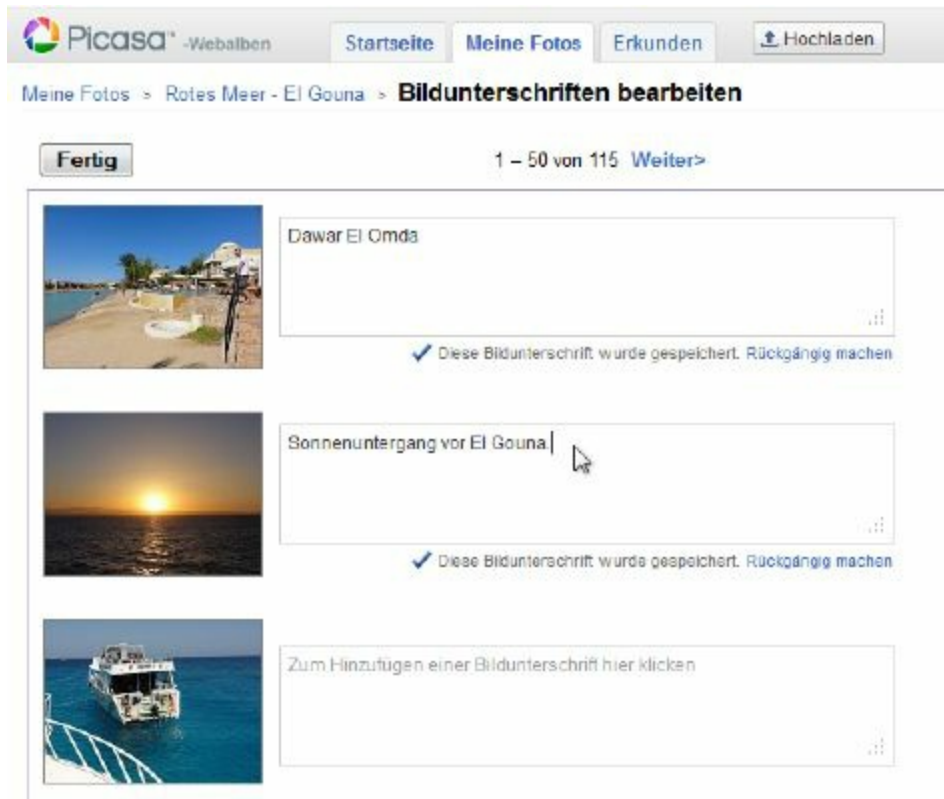 Picasa™ -Webalben Startseite Meine Fotos Erkunden Hochladen
Meine Fotos > Rotes Meer - El Gouna > Bildunterschriften bearbeiten
Fertig 1 – 50 von 115 Weiter>
Dawar El Omda
Diese Bildunterschrift wurde gespeichert. Rückgängig machen
Sonnenuntergang vor El Gouna.
Diese Bildunterschrift wurde gespeichert. Rückgängig machen
Zum Hinzufügen einer Bildunterschrift hier klicken